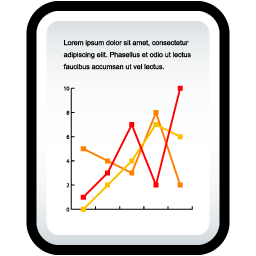 Lorem ipsum dolor sit amet, consectetur
adipiscing elit. Phasellus et odio ut lectus
faucibus accumsan ut vel lectus.
10
8
6
4
2
0